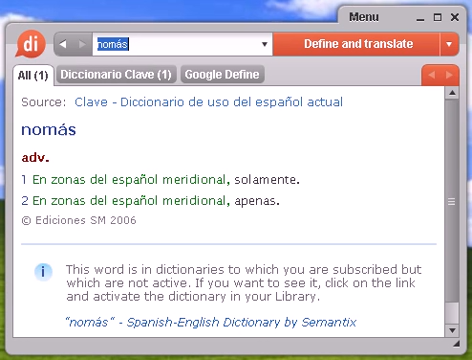 Menu
di
nomás
Define and translate
All (1)
Diccionario Clave (1)
Google Define
Source: Clave - Diccionario de uso del español actual
nomás
adv.
1 En zonas del español meridional, solamente.
2 En zonas del español meridional, apenas.
© Ediciones SM 2006
i
This word is in dictionaries to which you are subscribed but
which are not active. If you want to see it, click on the link
and activate the dictionary in your Library.
"nomás" - Spanish-English Dictionary by Semantix